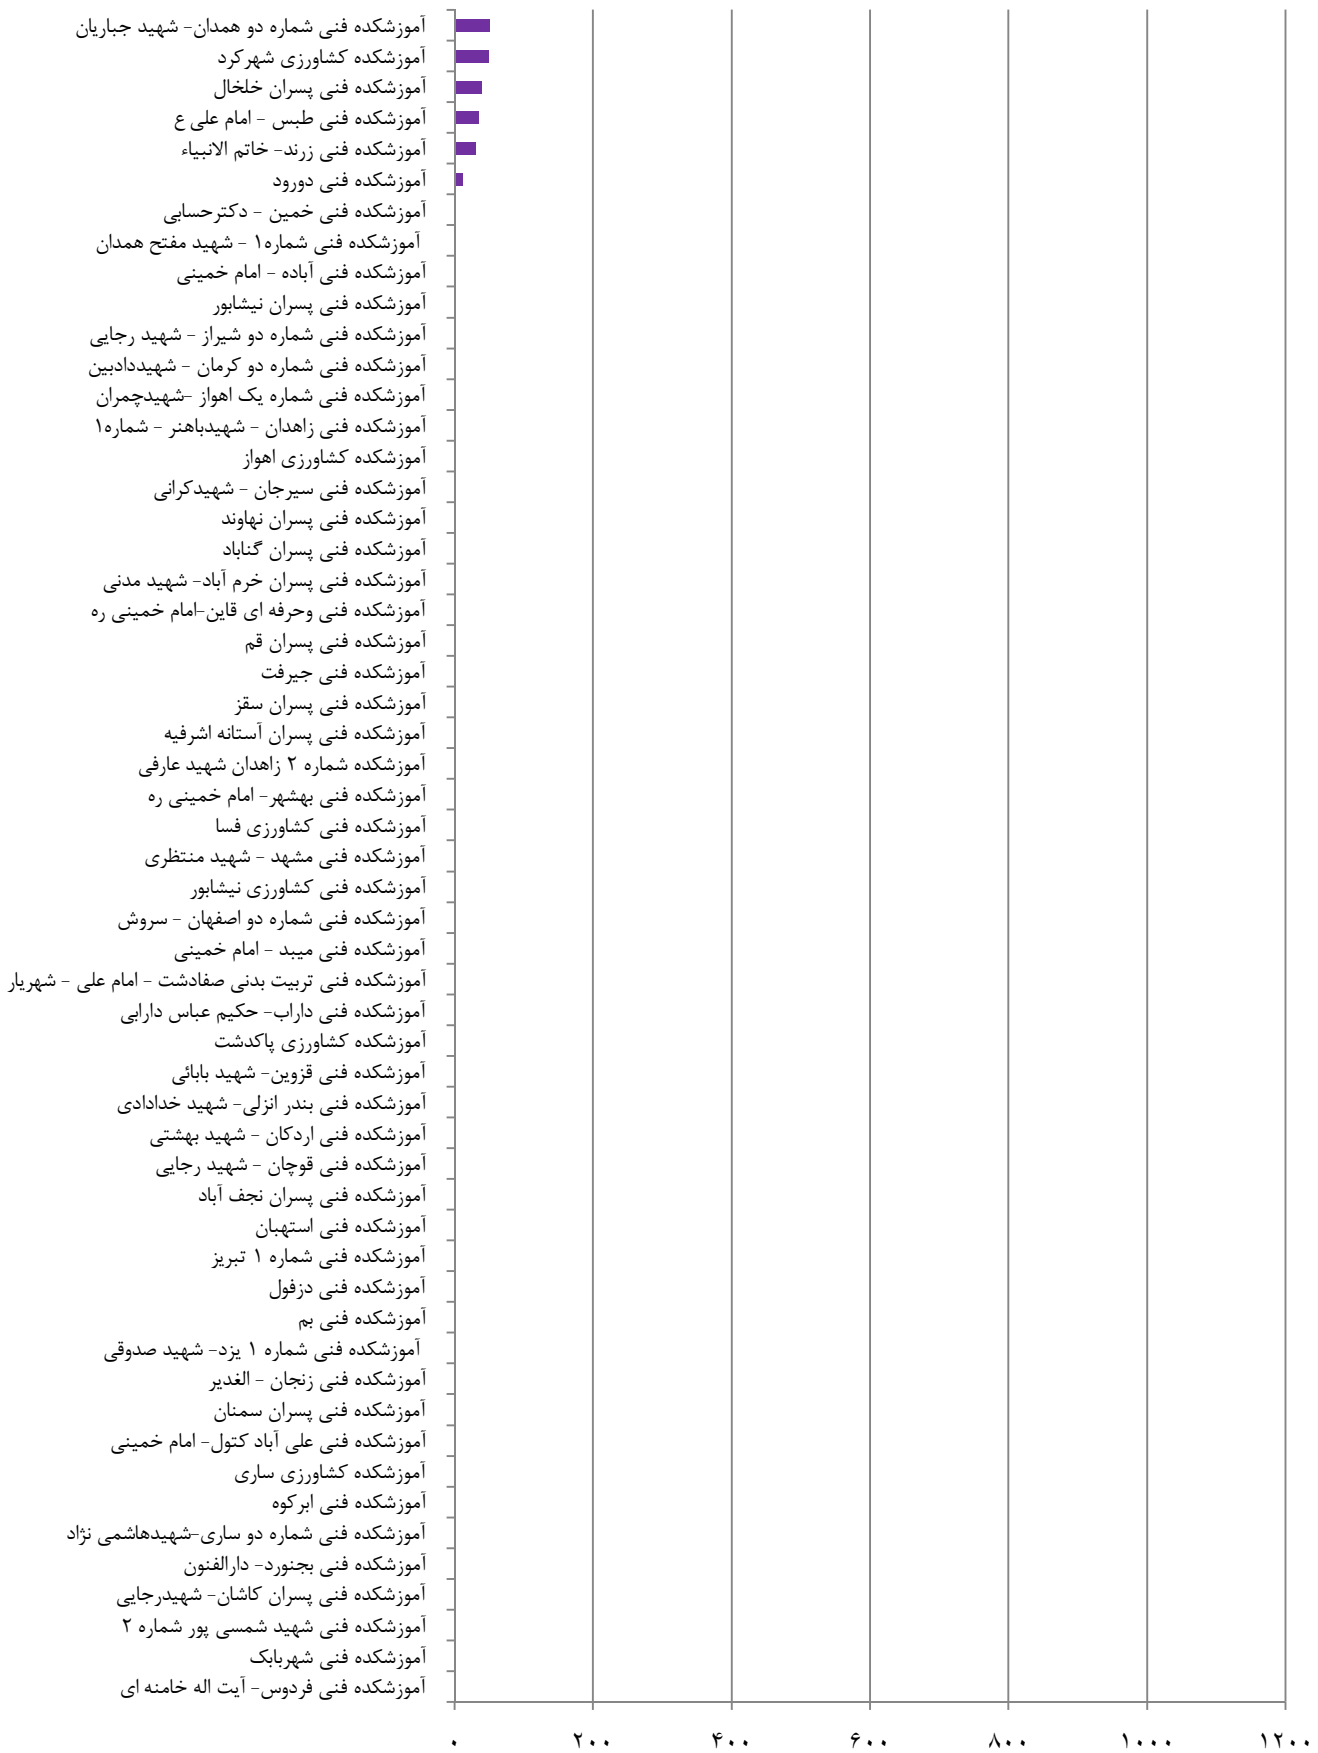 آموزشکده فنی شماره دو همدان- شهید جباریان
آموزشکده کشاورزی شهرکرد
آموزشکده فنی پسران خلخال
آموزشکده فنی طبس - امام علی ع
آموزشکده فنی زرند- خاتم الانبیاء
آموزشکده فنی دورود
آموزشکده فنی خمین - دکترحسابی
آموزشکده فنی شماره۱ - شهید مفتح همدان
آموزشکده فنی آباده - امام خمینی
آموزشکده فنی پسران نیشابور
آموزشکده فنی شماره دو شیراز - شهید رجایی
آموزشکده فنی شماره دو کرمان - شهیددادبین
آموزشکده فنی شماره یک اهواز -شهیدچمران
آموزشکده فنی زاهدان - شهیدباهنر - شماره۱
آموزشکده کشاورزی اهواز
آموزشکده فنی سیرجان - شهیدکرانی
آموزشکده فنی پسران نهاوند
آموزشکده فنی پسران گناباد
آموزشکده فنی پسران خرم آباد- شهید مدنی
آموزشکده فنی وحرفه ای قاین-امام خمینی ره
آموزشکده فنی پسران قم
آموزشکده فنی جیرفت
آموزشکده فنی پسران سقز
آموزشکده فنی پسران آستانه اشرفیه
آموزشکده شماره ۲ زاهدان شهید عارفی
آموزشکده فنی بهشهر- امام خمینی ره
آموزشکده فنی کشاورزی فسا
آموزشکده فنی مشهد - شهید منتظری
آموزشکده فنی کشاورزی نیشابور
آموزشکده فنی شماره دو اصفهان - سروش
آموزشکده فنی میبد - امام خمینی
آموزشکده فنی تربیت بدنی صفادشت - امام علی - شهریار
آموزشکده فنی داراب- حکیم عباس دارابی
آموزشکده کشاورزی پاکدشت
آموزشکده فنی قزوین- شهید بابائی
آموزشکده فنی بندر انزلی- شهید خدادادی
آموزشکده فنی اردکان - شهید بهشتی
آموزشکده فنی قوچان - شهید رجایی
آموزشکده فنی پسران نجف آباد
آموزشکده فنی استهبان
آموزشکده فنی شماره ۱ تبریز
آموزشکده فنی دزفول
آموزشکده فنی بم
آموزشکده فنی شماره ۱ یزد- شهید صدوقی
آموزشکده فنی زنجان - الغدیر
آموزشکده فنی پسران سمنان
آموزشکده فنی علی آباد کتول- امام خمینی
آموزشکده کشاورزی ساری
آموزشکده فنی ابرکوه
آموزشکده فنی شماره دو ساری-شهیدهاشمی نژاد
آموزشکده فنی بجنورد- دارالفنون
آموزشکده فنی پسران کاشان- شهیدرجایی
آموزشکده فنی شهید شمسی پور شماره ۲
آموزشکده فنی شهربابک
آموزشکده فنی فردوس- آیت اله خامنه ای
۰ ۲۰۰ ۴۰۰ ۶۰۰ ۸۰۰ ۱۰۰۰ ۱۲۰۰